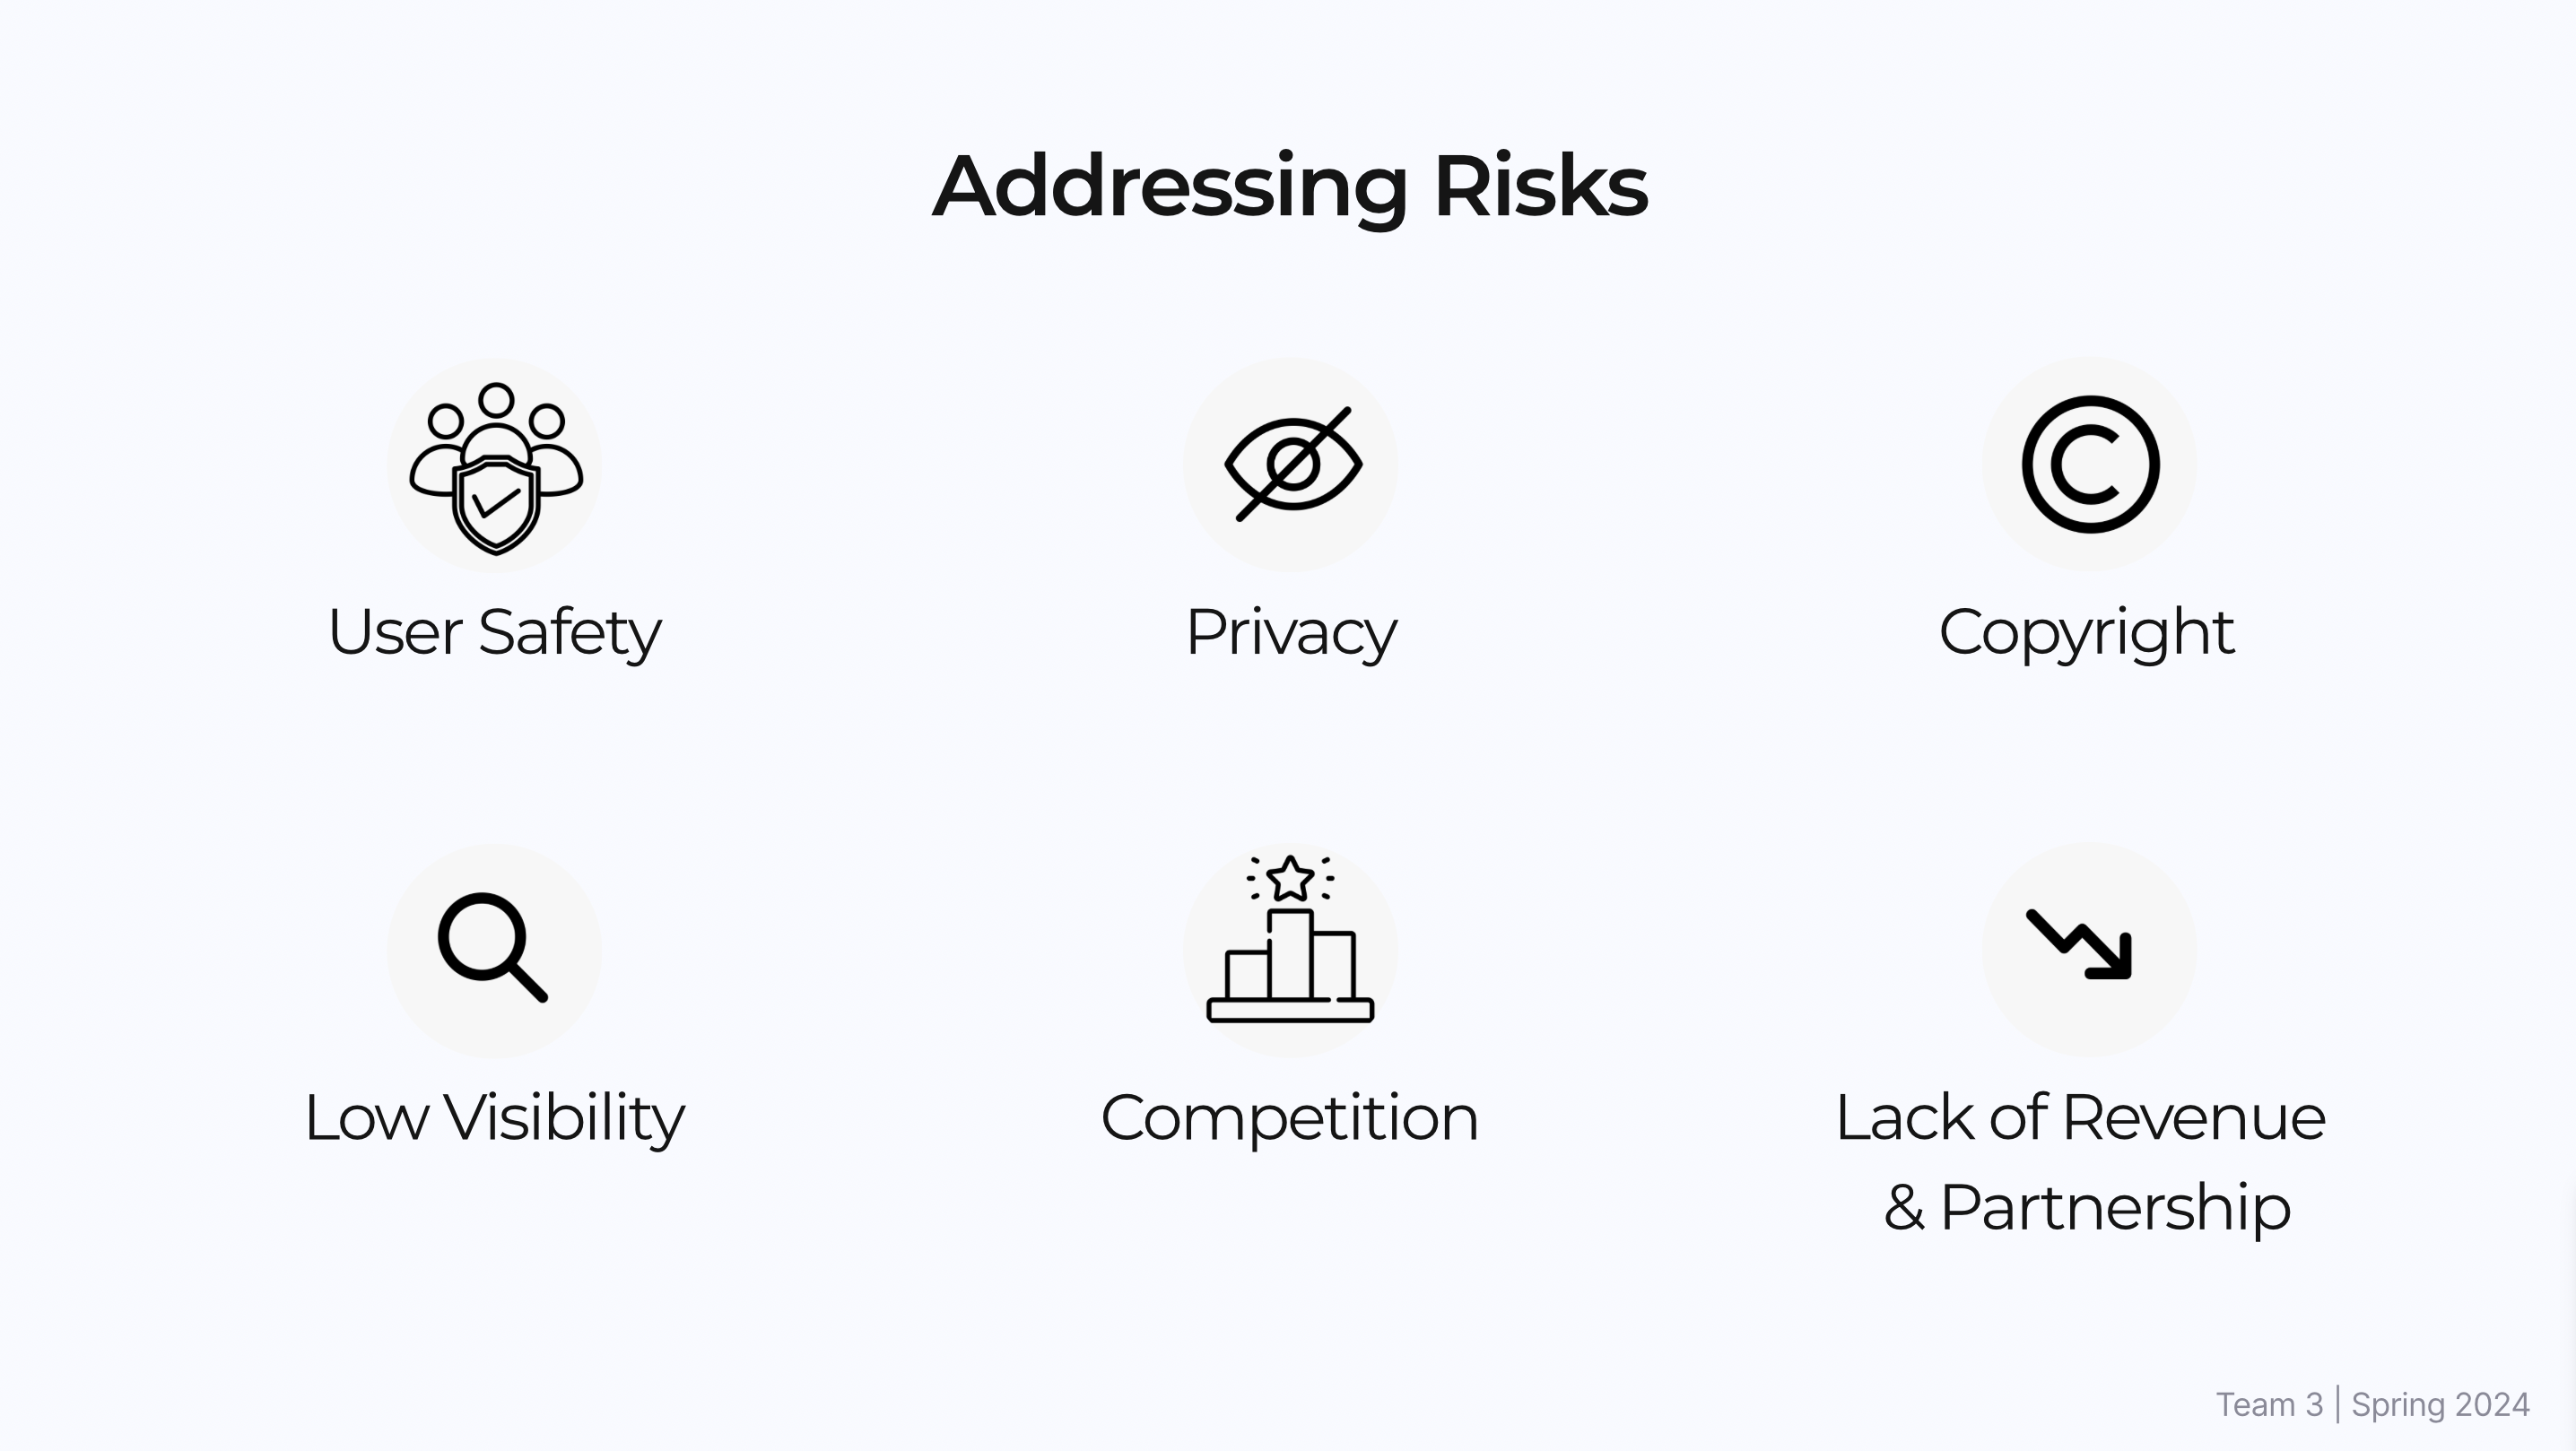 Addressing Risks
User Safety
Privacy
Copyright
Low Visibility
Competition
Lack of Revenue
& Partnership
Team 3 | Spring 2024